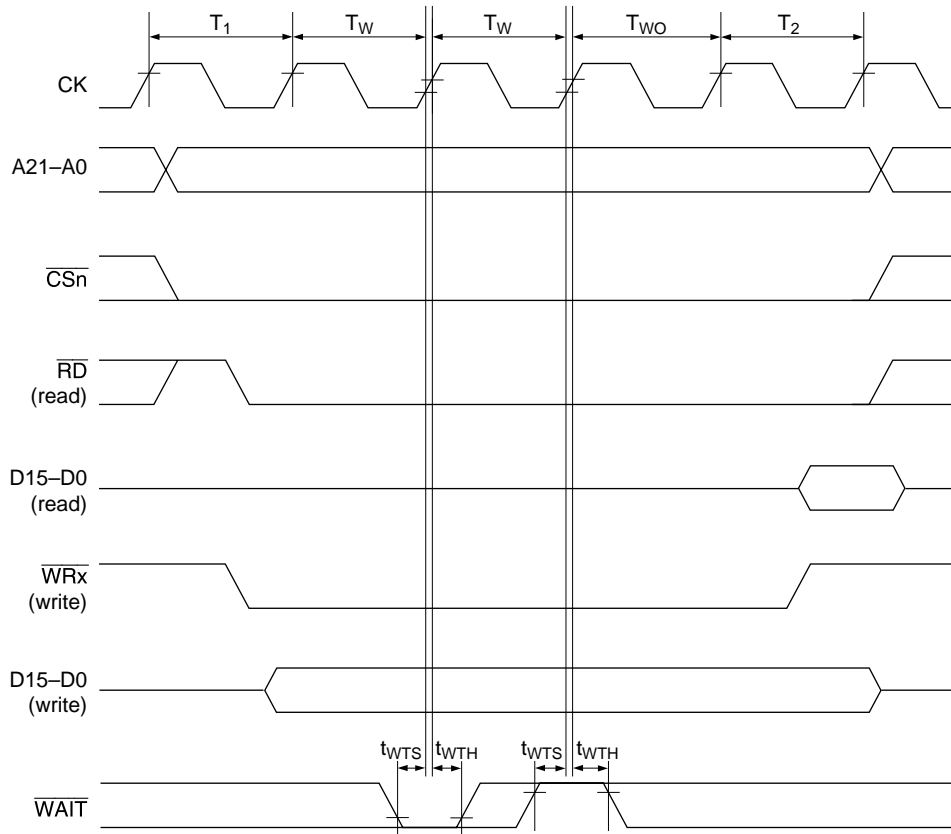 T1 TW TW TWO T2
CK
A21–A0
CSn
RD
(read)
D15–D0
(read)
WRx
(write)
D15–D0
(write)
tWTS tWTH tWTS tWTH
WAIT